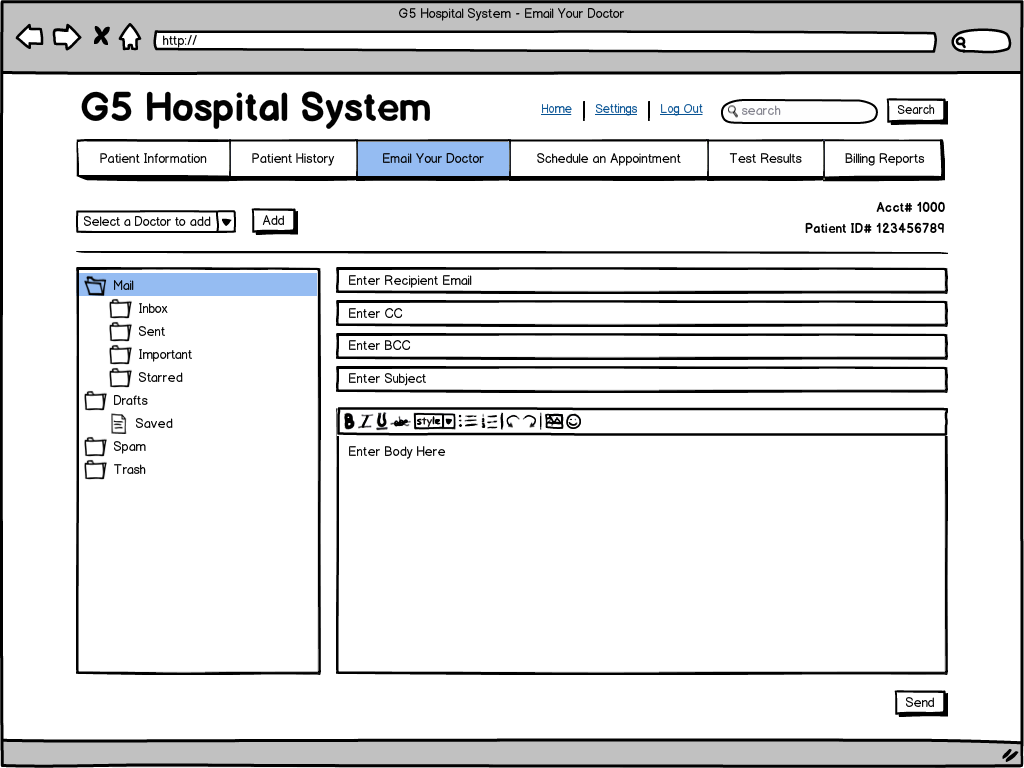 G5 Hospital System - Email Your Doctor
http://
G5 Hospital System
Home Settings Log Out search Search
Patient Information Patient History Email Your Doctor Schedule an Appointment Test Results Billing Reports
Select a Doctor to add Add
Acct# 1000
Patient ID# 123456789
Mail
Inbox
Sent
Important
Starred
Drafts
Saved
Spam
Trash
Enter Recipient Email
Enter CC
Enter BCC
Enter Subject
B I U abc style
Enter Body Here
Send